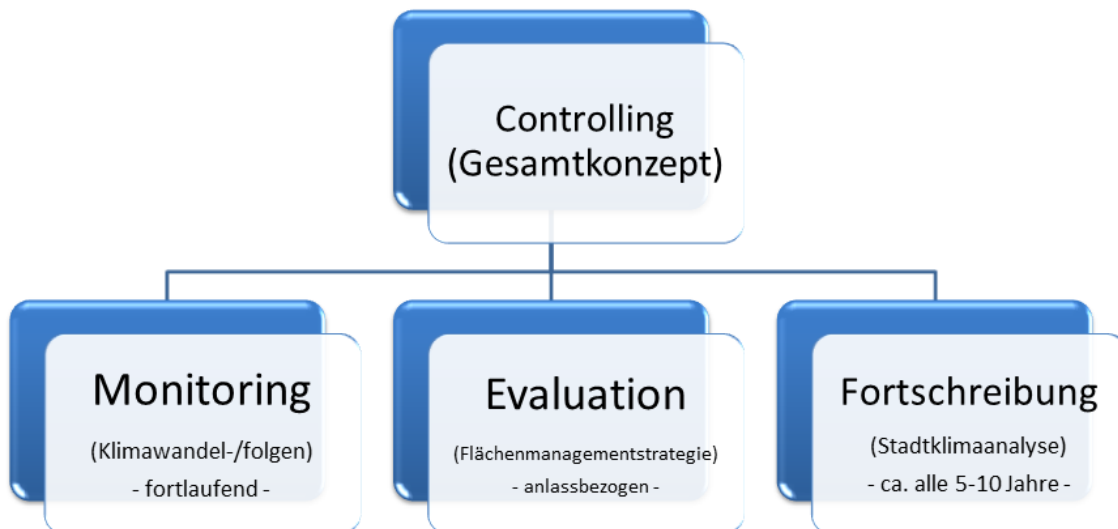 Controlling
(Gesamtkonzept)
Monitoring
(Klimawandel-/folgen)
- fortlaufend -
Evaluation
(Flächenmanagementstrategie)
- anlassbezogen -
Fortschreibung
(Stadtklimaanalyse)
- ca. alle 5-10 Jahre -